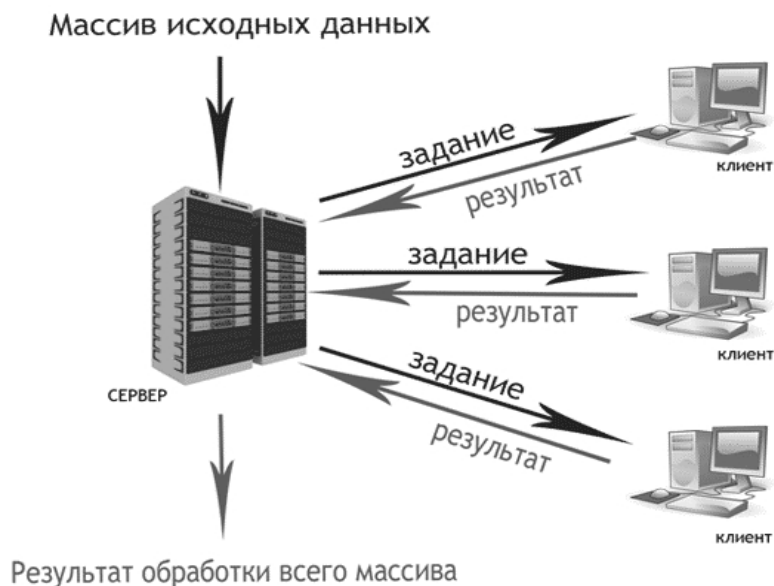 Массив исходных данных
задание
результат
клиент
задание
результат
клиент
СЕРВЕР
задание
результат
клиент
Результат обработки всего массива